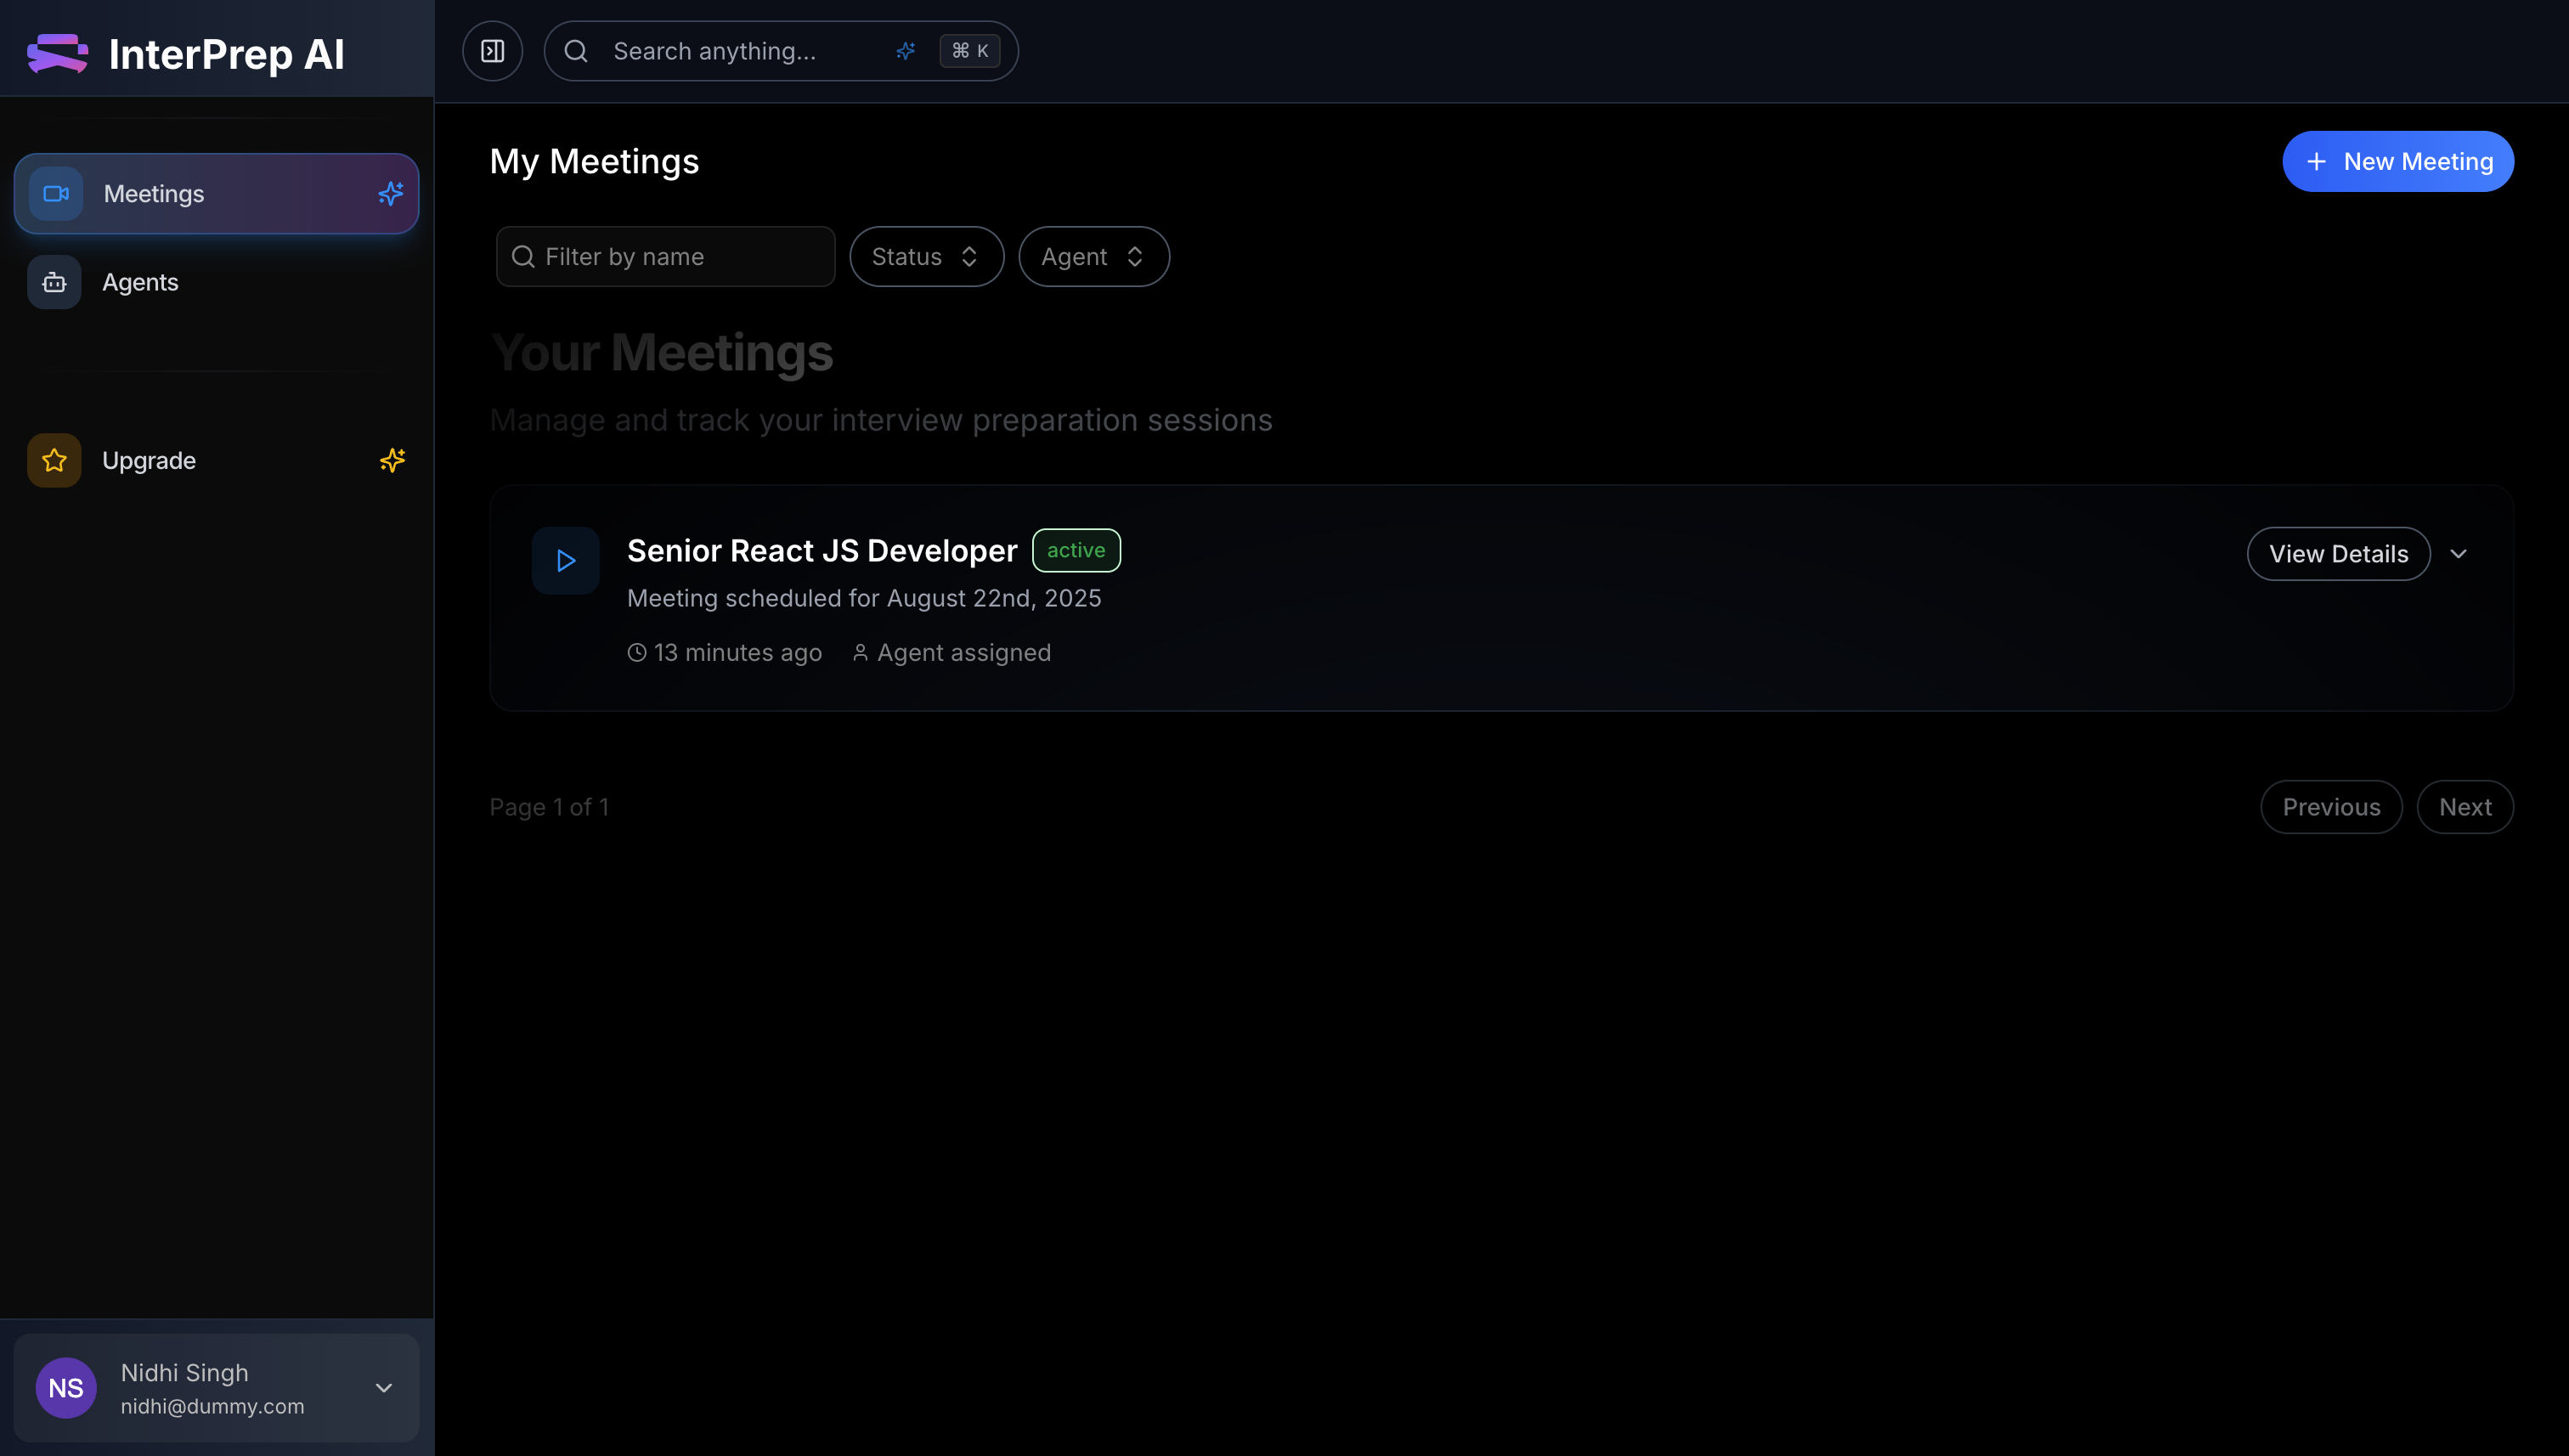 InterPrep AI
Search anything...
⌘ K
Meetings
Agents
Upgrade
My Meetings
New Meeting
Filter by name
Status
Agent
Your Meetings
Manage and track your interview preparation sessions
Senior React JS Developer active
View Details
Meeting scheduled for August 22nd, 2025
13 minutes ago Agent assigned
Page 1 of 1
Previous Next
NS
Nidhi Singh
nidhi@dummy.com